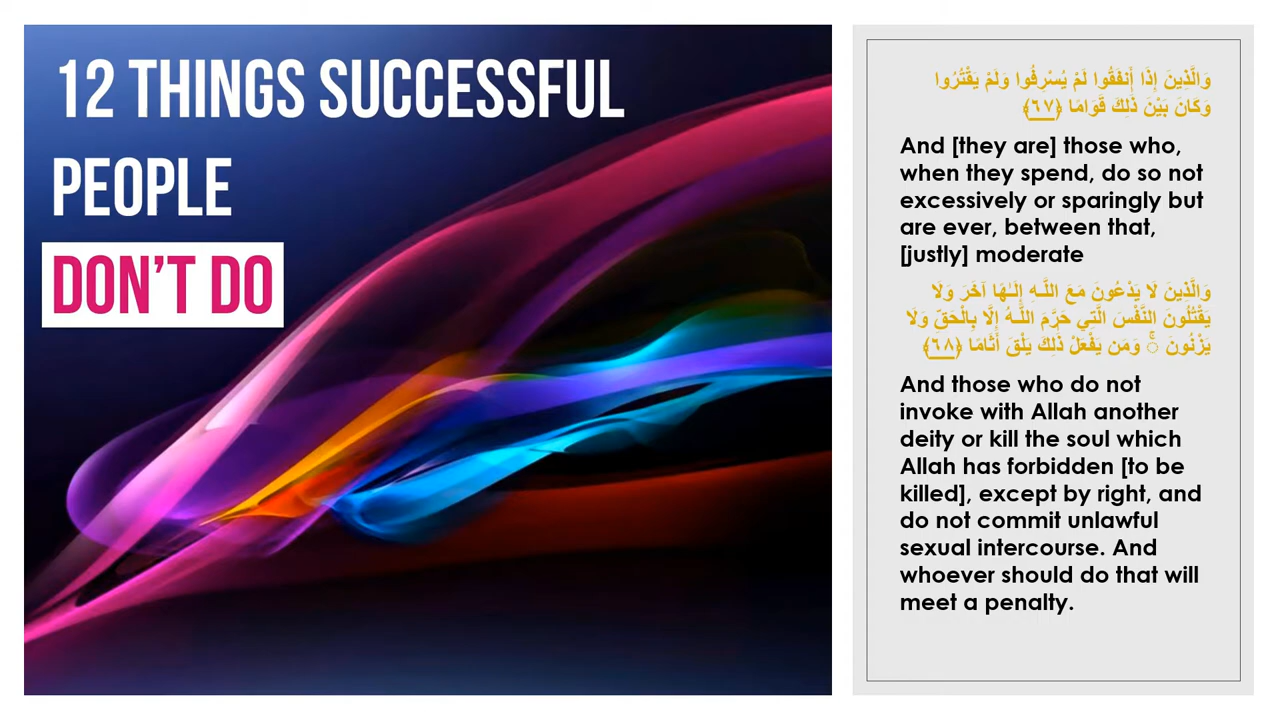 12 THINGS SUCCESSFUL
PEOPLE
DON'T DO
وَالَّذِينَ إِذَا أَنفَقُوا لَمْ يُسْرِفُوا وَلَمْ يَقْتُرُوا
وَكَانَ بَيْنَ ذَٰلِكَ قَوَامًا ﴿٦٧﴾
And [they are] those who,
when they spend, do so not
excessively or sparingly but
are ever, between that,
[justly] moderate
وَالَّذِينَ لَا يَدْعُونَ مَعَ اللَّـهِ إِلَـٰهًا آخَرَ وَلَا
يَقْتُلُونَ النَّفْسَ الَّتِي حَرَّمَ اللَّـهُ إِلَّا بِالْحَقِّ وَلَا
يَزْنُونَ ۚ وَمَن يَفْعَلْ ذَٰلِكَ يَلْقَ أَثَامًا ﴿٦٨﴾
And those who do not
invoke with Allah another
deity or kill the soul which
Allah has forbidden [to be
killed], except by right, and
do not commit unlawful
sexual intercourse. And
whoever should do that will
meet a penalty.